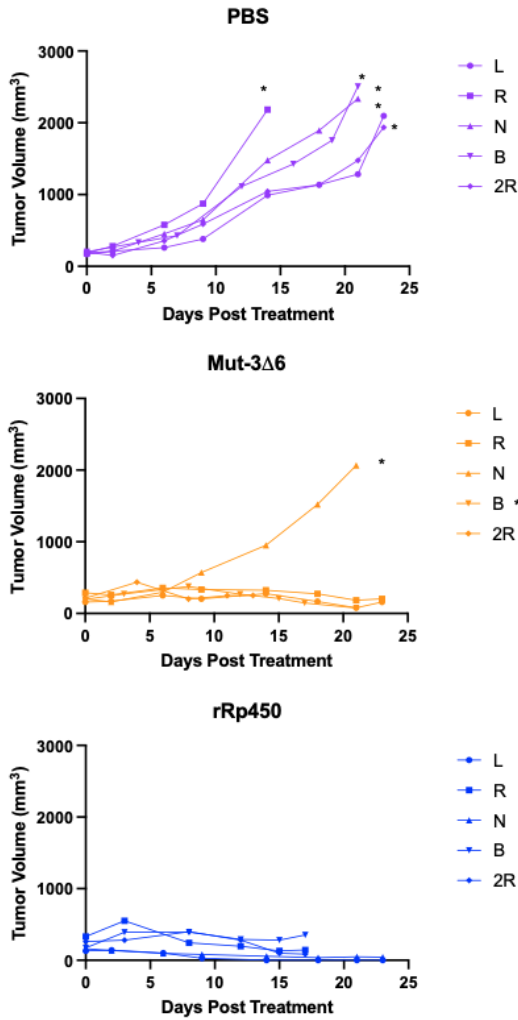 PBS
3000
2000
1000
0
Tumor Volume (mm³)
0 5 10 15 20 25
Days Post Treatment
*
*
*
*
*
L
R
N
B
2R
Mut-3Δ6
3000
2000
1000
0
Tumor Volume (mm³)
0 5 10 15 20 25
Days Post Treatment
*
L
R
N
B *
2R
rRp450
3000
2000
1000
0
Tumor Volume (mm³)
0 5 10 15 20 25
Days Post Treatment
L
R
N
B
2R